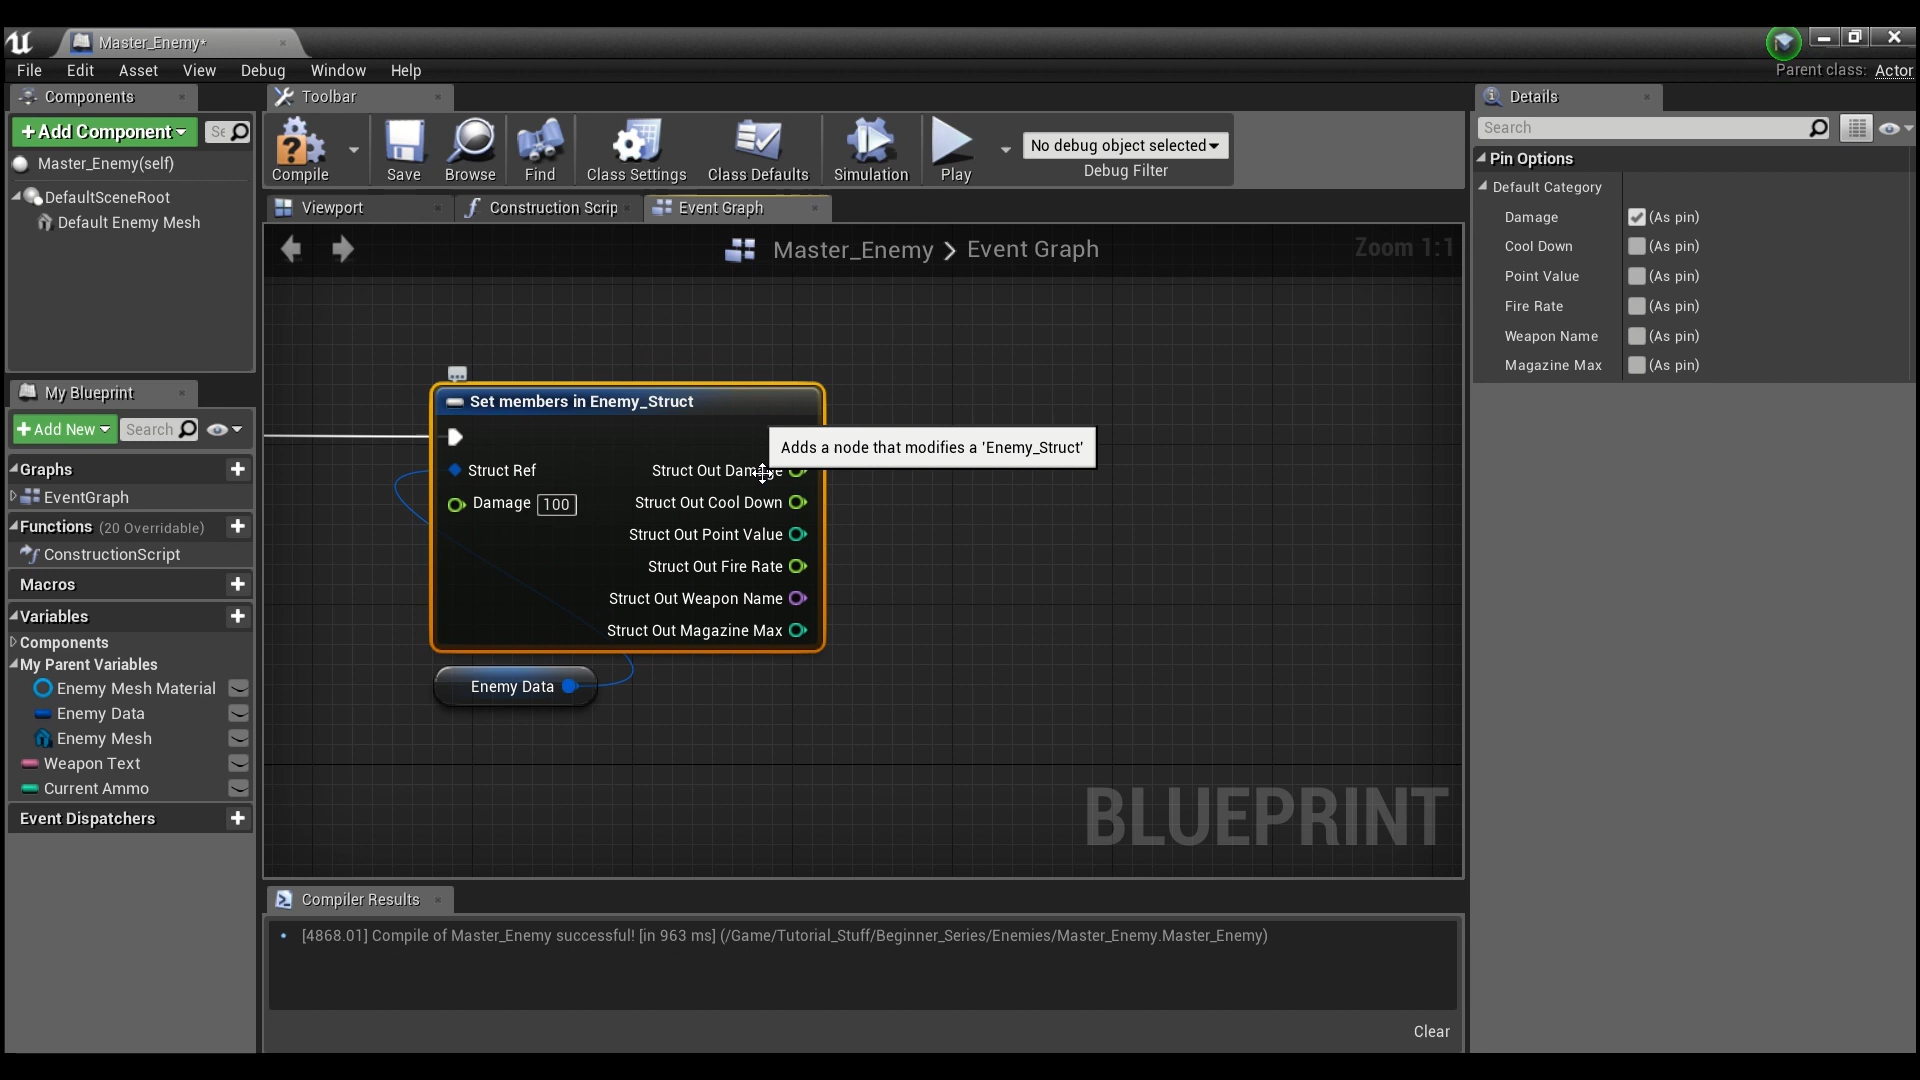 Master_Enemy*
File Edit Asset View Debug Window Help
Parent class: Actor
Components
+Add Component
Master_Enemy(self)
DefaultSceneRoot
Default Enemy Mesh
My Blueprint
+Add New
Search
Graphs
EventGraph
Functions (20 Overridable)
ConstructionScript
Macros
Variables
Components
My Parent Variables
Enemy Mesh Material
Enemy Data
Enemy Mesh
Weapon Text
Current Ammo
Event Dispatchers
Toolbar
Compile Save Browse Find Class Settings Class Defaults Simulation Play
No debug object selected
Debug Filter
Viewport
Construction Scrip
Event Graph
Master_Enemy > Event Graph
Zoom 1:1
Set members in Enemy_Struct
Adds a node that modifies a 'Enemy_Struct'
Struct Ref
Damage 100
Struct Out Damage
Struct Out Cool Down
Struct Out Point Value
Struct Out Fire Rate
Struct Out Weapon Name
Struct Out Magazine Max
Enemy Data
BLUEPRINT
Compiler Results
[4868.01] Compile of Master_Enemy successful! [in 963 ms] (/Game/Tutorial_Stuff/Beginner_Series/Enemies/Master_Enemy.Master_Enemy)
Clear
Details
Search
Pin Options
Default Category
Damage (As pin)
Cool Down (As pin)
Point Value (As pin)
Fire Rate (As pin)
Weapon Name (As pin)
Magazine Max (As pin)